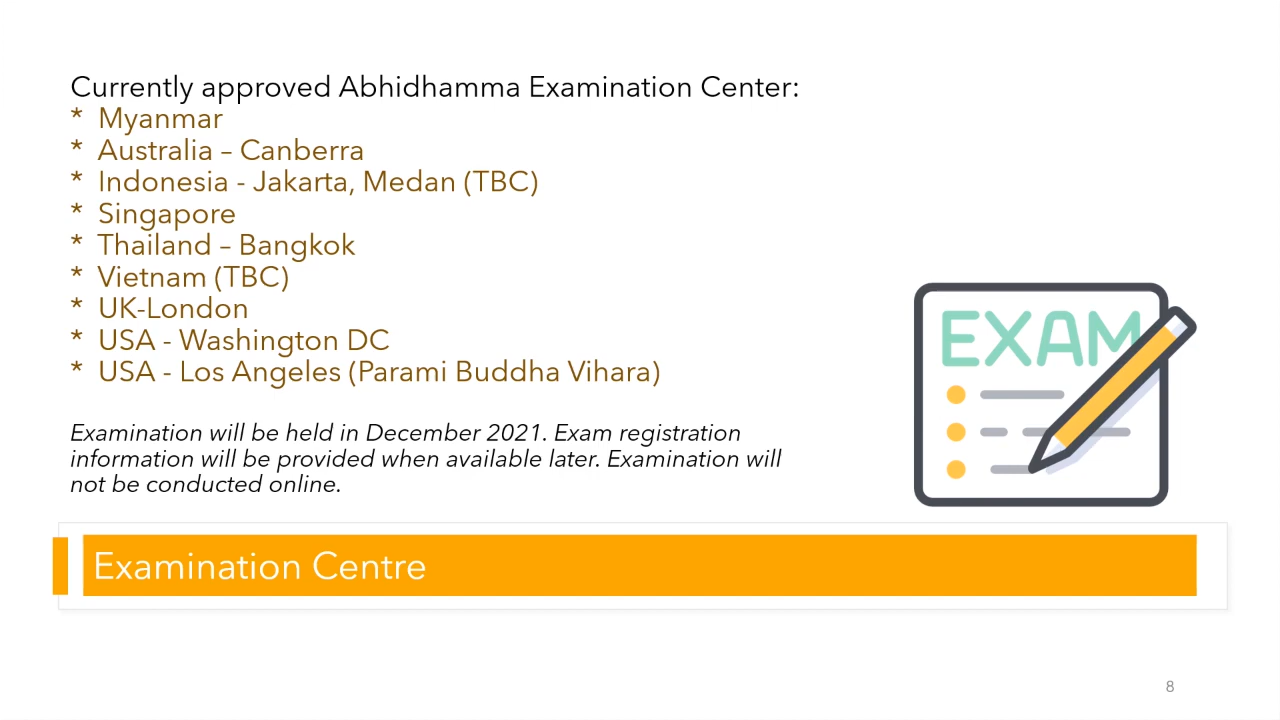 Currently approved Abhidhamma Examination Center:
* Myanmar
* Australia – Canberra
* Indonesia - Jakarta, Medan (TBC)
* Singapore
* Thailand – Bangkok
* Vietnam (TBC)
* UK-London
* USA - Washington DC
* USA - Los Angeles (Parami Buddha Vihara)
EXAM
Examination will be held in December 2021. Exam registration
information will be provided when available later. Examination will
not be conducted online.
Examination Centre
8